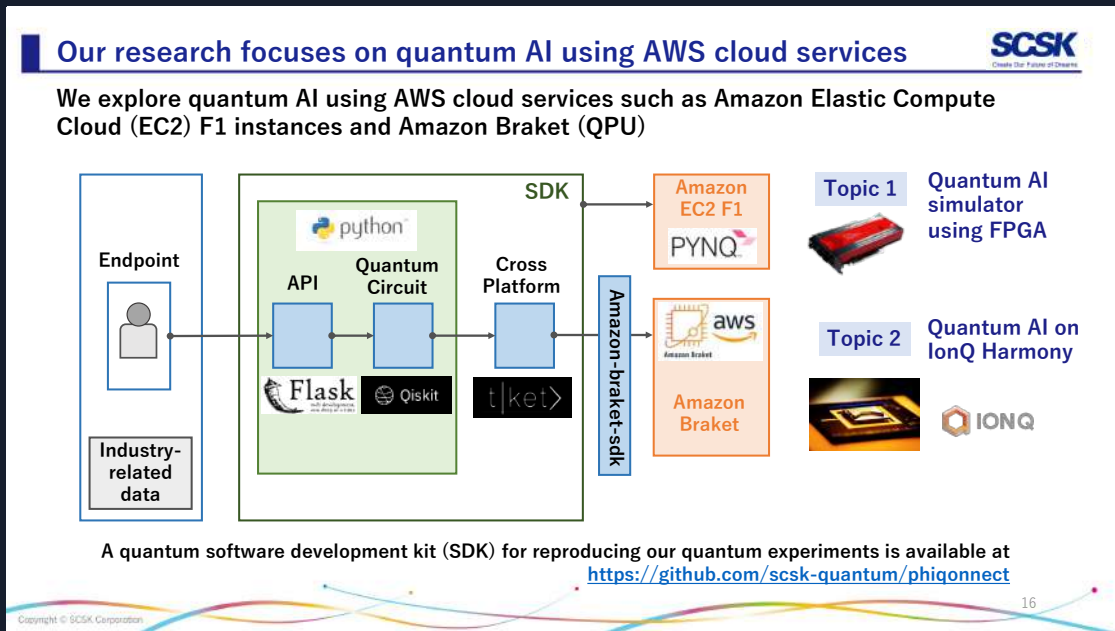 Our research focuses on quantum AI using AWS cloud services
SCSK
Create Our Future of Dreams
We explore quantum AI using AWS cloud services such as Amazon Elastic Compute
Cloud (EC2) F1 instances and Amazon Braket (QPU)
Endpoint
Industry-
related
data
SDK
python
API
Quantum
Circuit
Cross
Platform
Flask
Qiskit
t|ket>
Amazon-braket-sdk
Amazon
EC2 F1
PYNQ
Amazon Braket
aws
Amazon
Braket
Topic 1
Quantum AI
simulator
using FPGA
Topic 2
Quantum AI on
IonQ Harmony
IONQ
A quantum software development kit (SDK) for reproducing our quantum experiments is available at
https://github.com/scsk-quantum/phiqonnect
16
Copyright © SCSK Corporation